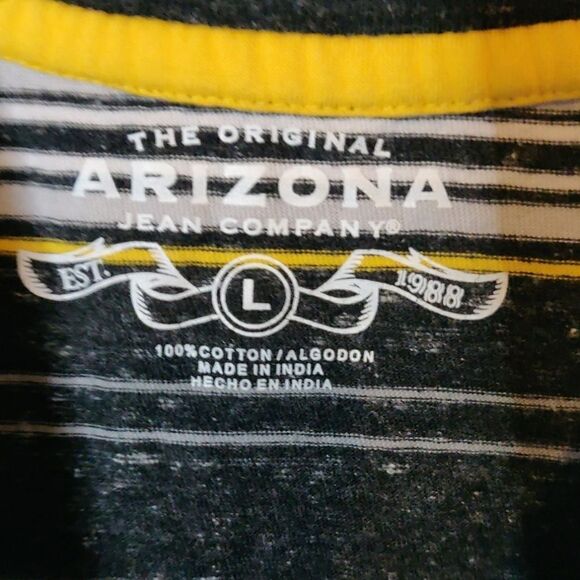 THE ORIGINAL
ARIZONA
JEAN COMPANY®
EST. L 1988
100% COTTON / ALGODON
MADE IN INDIA
HECHO EN INDIA